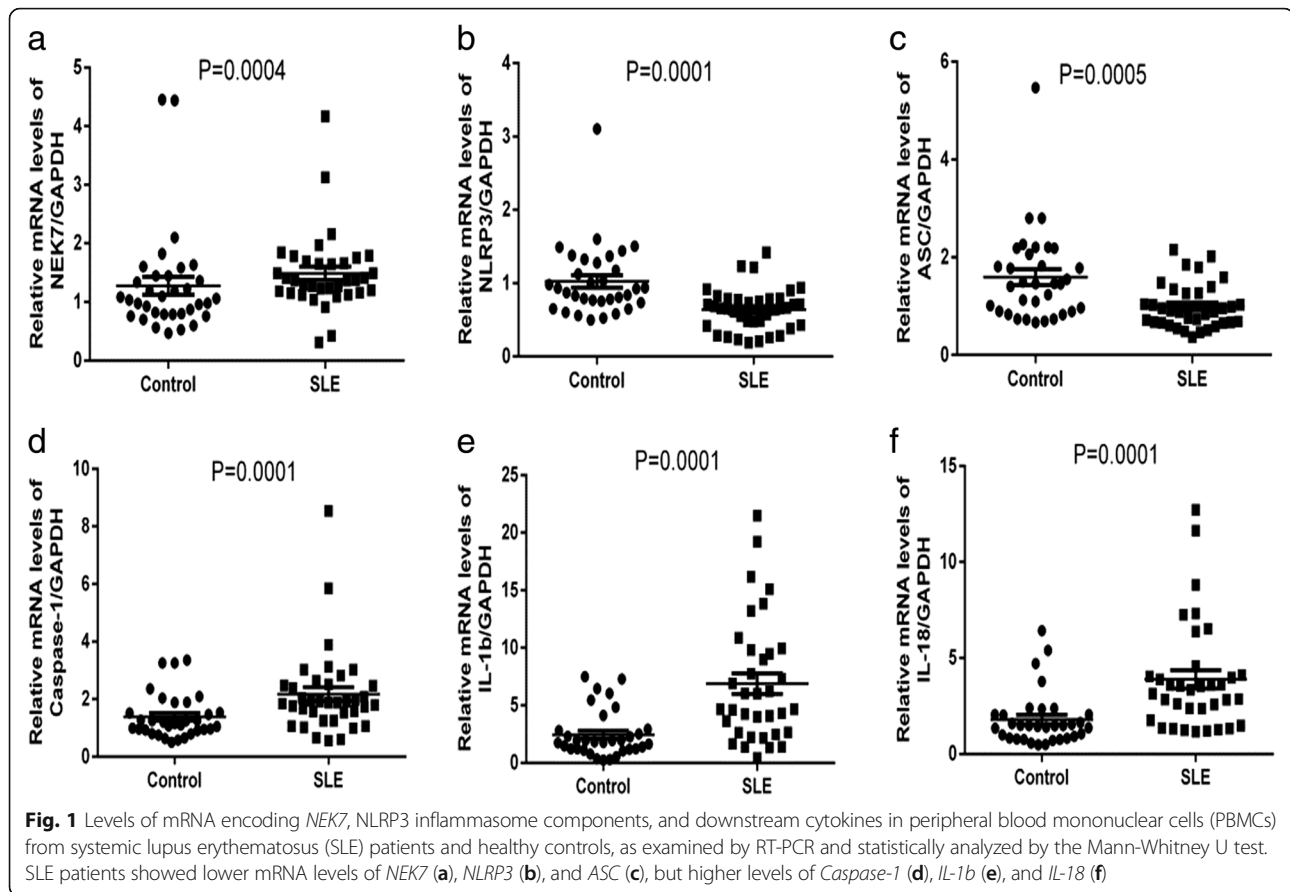 a
P=0.0004
Relative mRNA levels of
NEK7/GAPDH
5
4
3
2
1
0
Control
SLE
b
P=0.0001
Relative mRNA levels of
NLRP3/GAPDH
4
3
2
1
0
Control
SLE
c
P=0.0005
Relative mRNA levels of
ASC/GAPDH
6
4
2
0
Control
SLE
d
P=0.0001
Relative mRNA levels of
Caspase-1/GAPDH
10
8
6
4
2
0
Control
SLE
e
P=0.0001
Relative mRNA levels of
IL-1b/GAPDH
25
20
15
10
5
0
Control
SLE
f
P=0.0001
Relative mRNA levels of
IL-18/GAPDH
15
10
5
0
Control
SLE
Fig. 1 Levels of mRNA encoding NEK7, NLRP3 inflammasome components, and downstream cytokines in peripheral blood mononuclear cells (PBMCs)
from systemic lupus erythematosus (SLE) patients and healthy controls, as examined by RT-PCR and statistically analyzed by the Mann-Whitney U test.
SLE patients showed lower mRNA levels of NEK7 (a), NLRP3 (b), and ASC (c), but higher levels of Caspase-1 (d), IL-1b (e), and IL-18 (f)